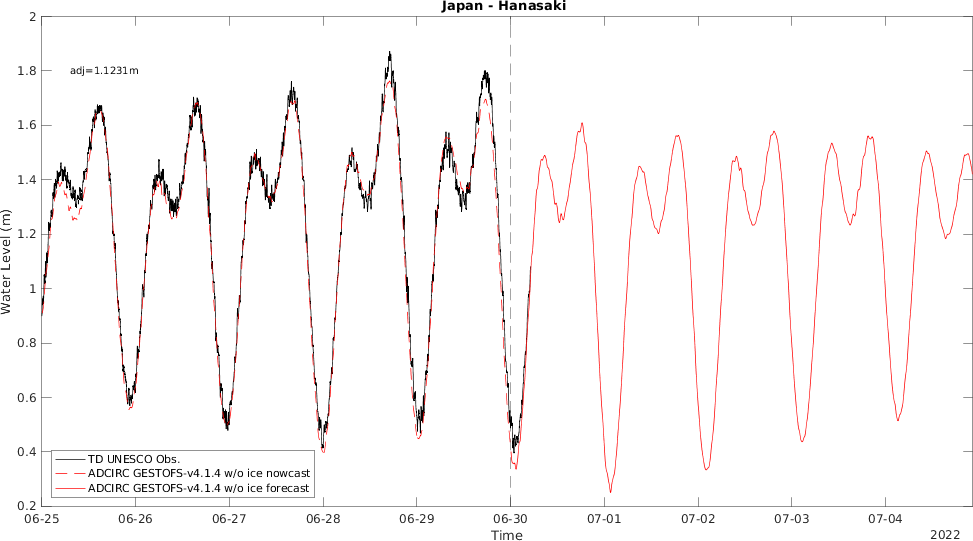 Japan - Hanasaki
2
1.8
1.6
1.4
1.2
1
0.8
0.6
0.4
0.2
Water Level (m)
adj=1.1231m
TD UNESCO Obs.
ADCIRC GESTOFS-v4.1.4 w/o ice nowcast
ADCIRC GESTOFS-v4.1.4 w/o ice forecast
06-25 06-26 06-27 06-28 06-29 06-30 07-01 07-02 07-03 07-04
Time
2022